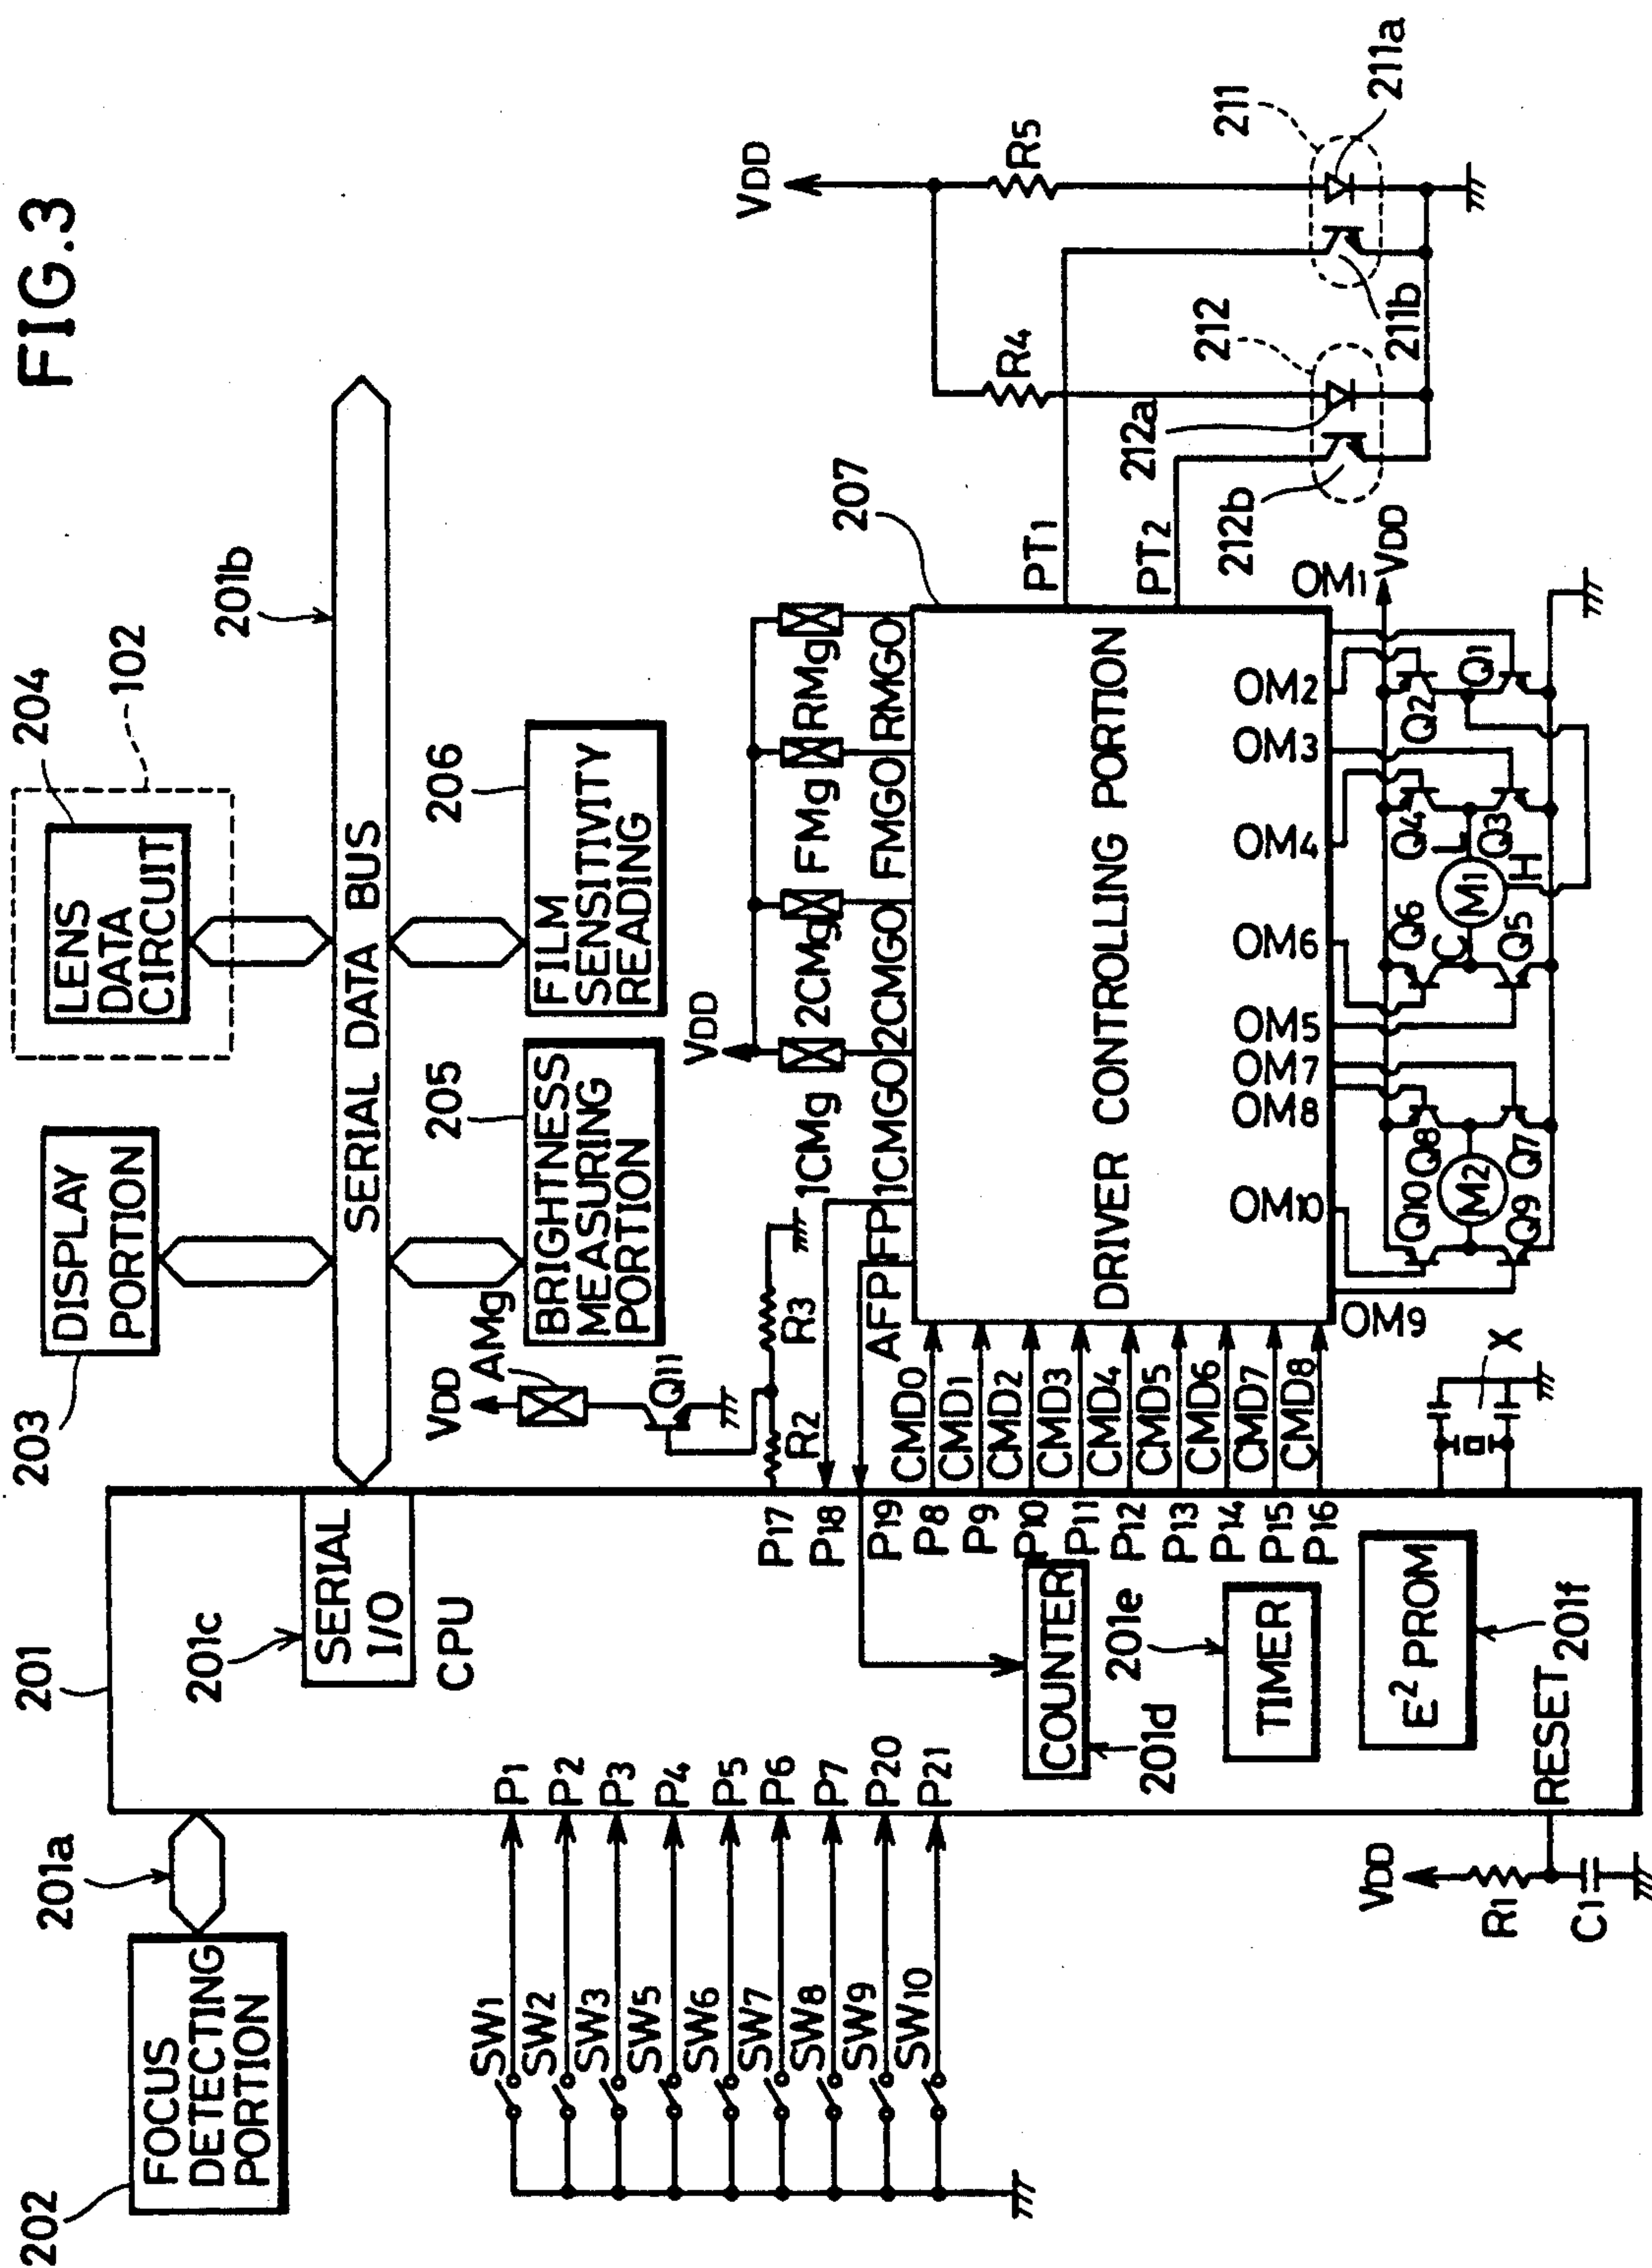 FIG.3
202
FOCUS
DETECTING
PORTION
201a
201
201c
SERIAL
I/O
CPU
203
DISPLAY
PORTION
204
LENS
DATA
CIRCUIT
102
201b
SERIAL DATA BUS
205
BRIGHTNESS
MEASURING
PORTION
206
FILM
SENSITIVITY
READING
SW1
SW2
SW3
SW5
SW6
SW7
SW8
SW9
SW10
P1
P2
P3
P4
P5
P6
P7
P20
P21
COUNTER
201d
201e
TIMER
E² PROM
201f
RESET
VDD
R1
C1
P17
P18
P19
P8
P9
P10
P11
P12
P13
P14
P15
P16
VDD
AMg
Q11
R2
R3
CMD0
CMD1
CMD2
CMD3
CMD4
CMD5
CMD6
CMD7
CMD8
X
AFP
FP
VDD
1CMg
2CMg
FMg
RMg
1CMGO
2CMGO
FMGO
RMGO
207
DRIVER CONTROLLING PORTION
PT1
PT2
OM9
OM10
OM8
OM7
OM5
OM6
OM4
OM3
OM2
OM1
VDD
Q10
Q9
M2
Q8
Q7
Q6
Q5
C
M1
L
H
Q4
Q3
Q2
Q1
VDD
R4
R5
212
212a
212b
211
211a
211b